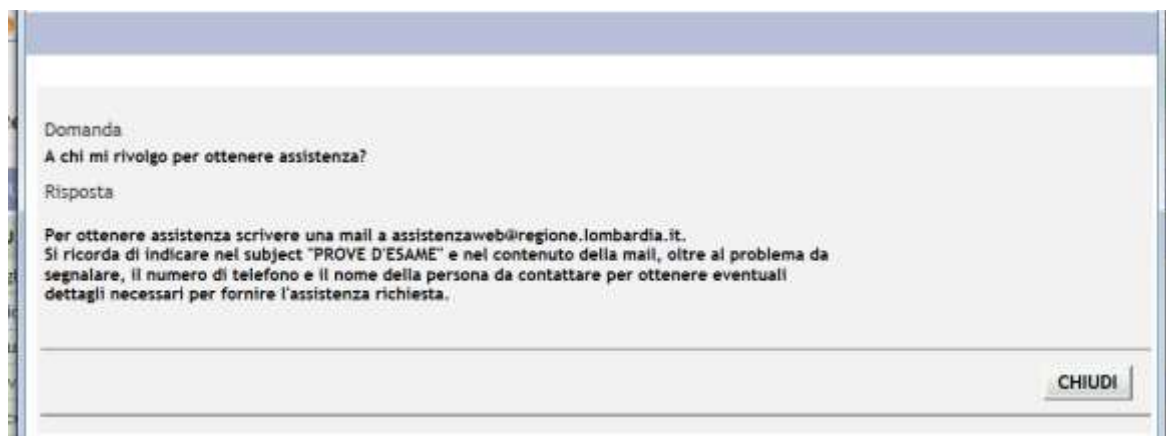 Domanda
A chi mi rivolgo per ottenere assistenza?
Risposta
Per ottenere assistenza scrivere una mail a assistenzaweb@regione.lombardia.it.
Si ricorda di indicare nel subject "PROVE D'ESAME" e nel contenuto della mail, oltre al problema da
segnalare, il numero di telefono e il nome della persona da contattare per ottenere eventuali
dettagli necessari per fornire l'assistenza richiesta.
CHIUDI